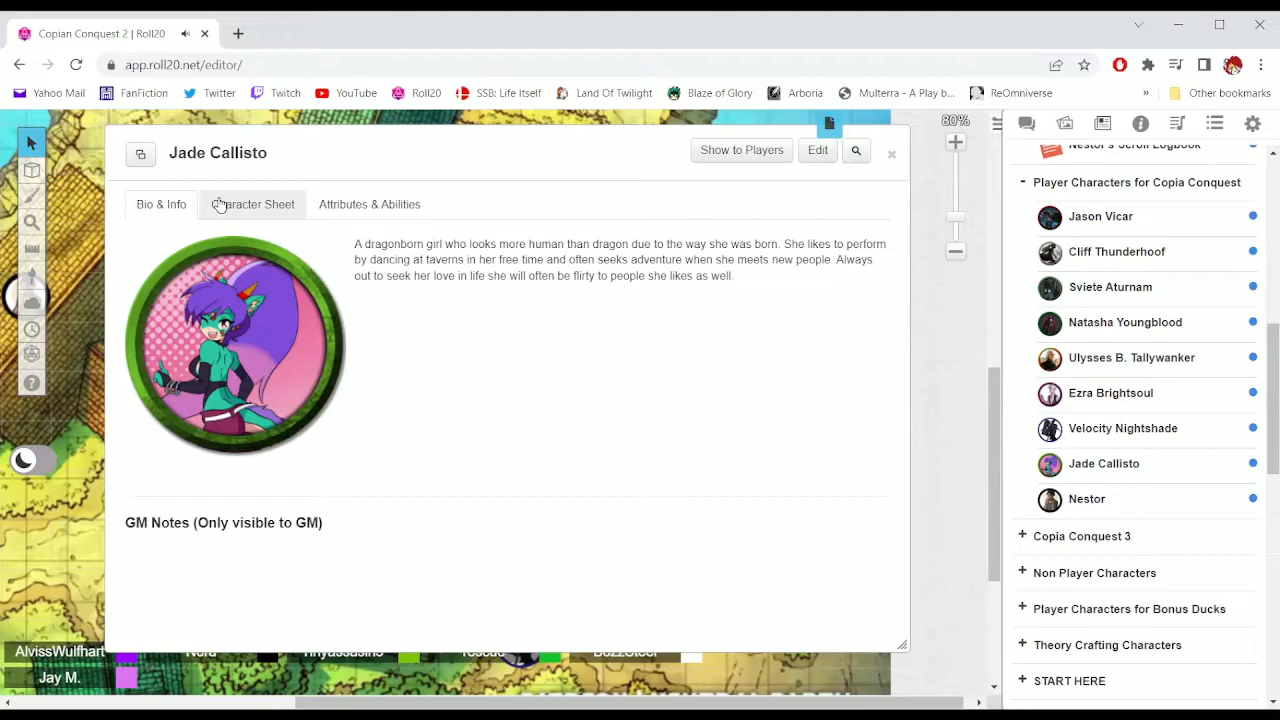 Copian Conquest 2 | Roll20
app.roll20.net/editor/
Yahoo Mail
FanFiction
Twitter
Twitch
YouTube
Roll20
SSB: Life Itself
Land Of Twilight
Blaze of Glory
Arboria
Multerra - A Play b...
ReOmniverse
»
Other bookmarks
Jade Callisto
Show to Players
Edit
80%
Bio & Info
Character Sheet
Attributes & Abilities
A dragonborn girl who looks more human than dragon due to the way she was born. She likes to perform
by dancing at taverns in her free time and often seeks adventure when she meets new people. Always
out to seek her love in life she will often be flirty to people she likes as well.
GM Notes (Only visible to GM)
Nestor's Scroll Logbook
Player Characters for Copia Conquest
Jason Vicar
Cliff Thunderhoof
Sviete Aturnam
Natasha Youngblood
Ulysses B. Tallywanker
Ezra Brightsoul
Velocity Nightshade
Jade Callisto
Nestor
Copia Conquest 3
Non Player Characters
Player Characters for Bonus Ducks
Theory Crafting Characters
START HERE
AlvissWulfhart
Jay M.